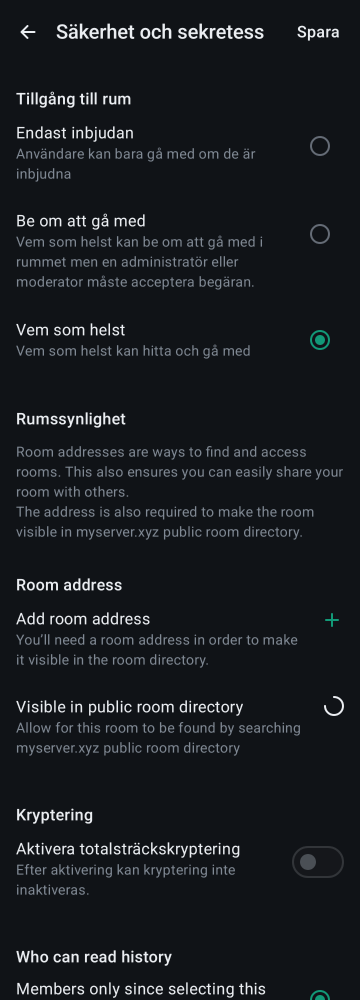 Säkerhet och sekretess
Spara
Tillgång till rum
Endast inbjudan
Användare kan bara gå med om de är
inbjudna
Be om att gå med
Vem som helst kan be om att gå med i
rummet men en administratör eller
moderator måste acceptera begäran.
Vem som helst
Vem som helst kan hitta och gå med
Rumssynlighet
Room addresses are ways to find and access
rooms. This also ensures you can easily share your
room with others.
The address is also required to make the room
visible in myserver.xyz public room directory.
Room address
Add room address
You’ll need a room address in order to make
it visible in the room directory.
Visible in public room directory
Allow for this room to be found by searching
myserver.xyz public room directory
Kryptering
Aktivera totalsträckskryptering
Efter aktivering kan kryptering inte
inaktiveras.
Who can read history
Members only since selecting this